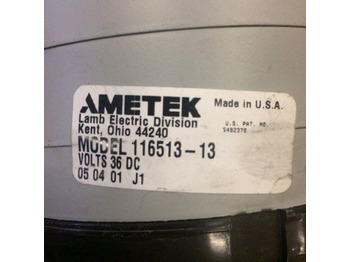 AMETEK
Made in U.S.A.
Lamb Electric Division
U.S. PAT. NO.
Kent, Ohio 44240
5482378
MODEL 116513-13
VOLTS 36 DC
05 04 01 J1